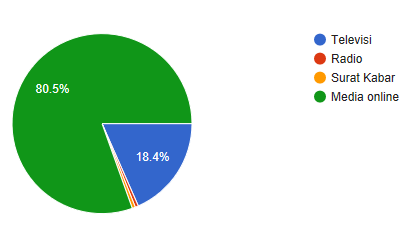 80.5%
18.4%
Televisi
Radio
Surat Kabar
Media online